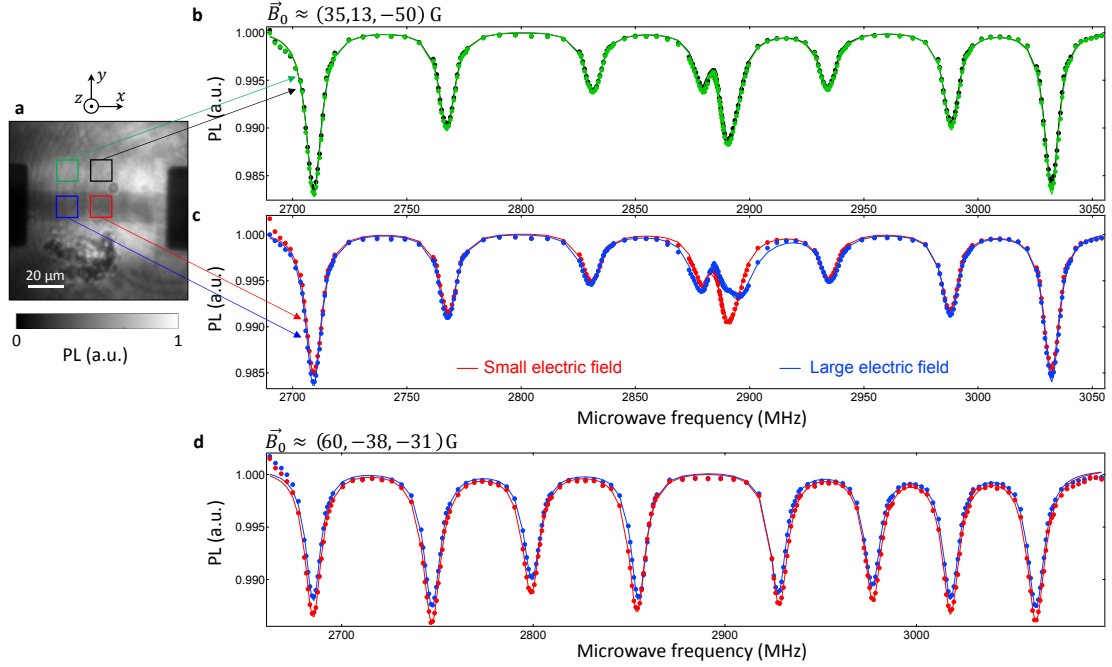 b
B⃗₀ ≈ (35,13, −50) G
PL (a.u.)
1.000
0.995
0.990
0.985
2700 2750 2800 2850 2900 2950 3000 3050
a
y
z x
20 µm
0 1
PL (a.u.)
c
PL (a.u.)
1.000
0.995
0.990
0.985
Small electric field Large electric field
2700 2750 2800 2850 2900 2950 3000 3050
Microwave frequency (MHz)
d
B⃗₀ ≈ (60, −38, −31) G
PL (a.u.)
1.000
0.995
0.990
2700 2800 2900 3000
Microwave frequency (MHz)